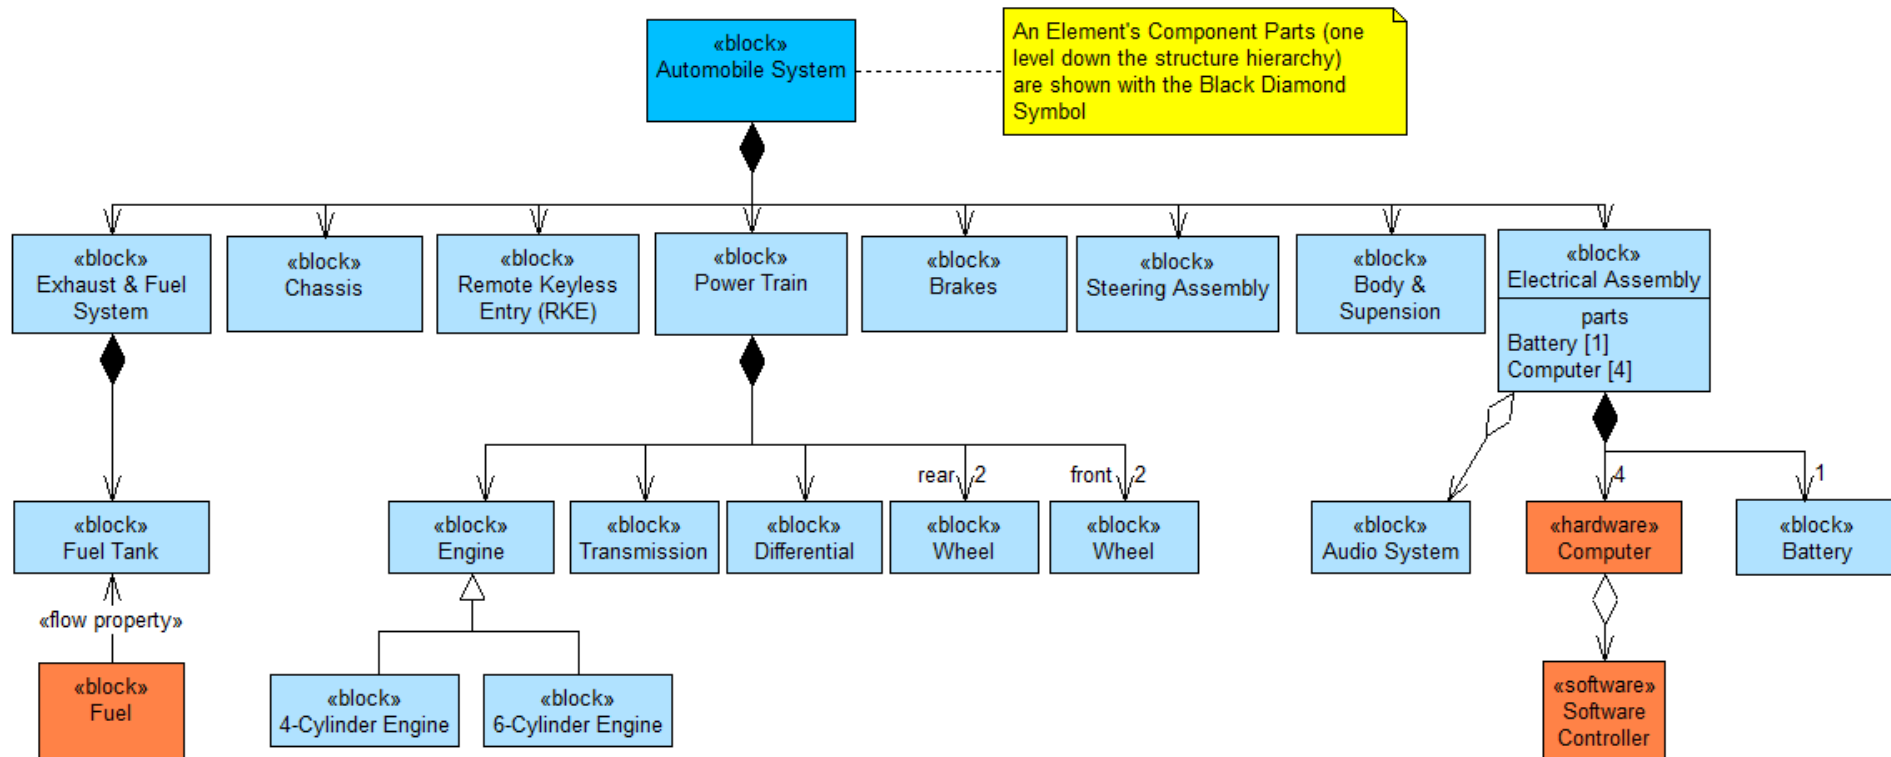 «block»
Automobile System
An Element's Component Parts (one
level down the structure hierarchy)
are shown with the Black Diamond
Symbol
«block»
Exhaust & Fuel
System
«block»
Chassis
«block»
Remote Keyless
Entry (RKE)
«block»
Power Train
«block»
Brakes
«block»
Steering Assembly
«block»
Body &
Supension
«block»
Electrical Assembly
parts
Battery [1]
Computer [4]
rear 2
front 2
4
1
«block»
Fuel Tank
«block»
Engine
«block»
Transmission
«block»
Differential
«block»
Wheel
«block»
Wheel
«block»
Audio System
«hardware»
Computer
«block»
Battery
«flow property»
«block»
Fuel
«block»
4-Cylinder Engine
«block»
6-Cylinder Engine
«software»
Software
Controller